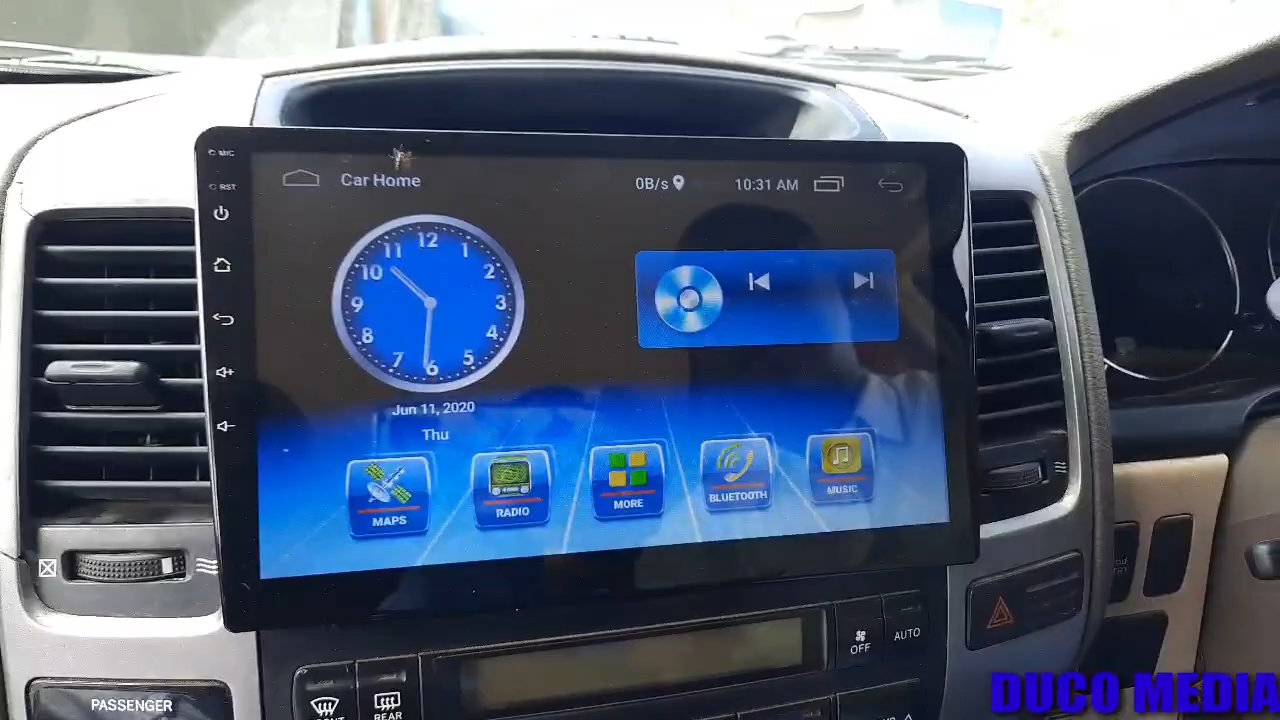 MIC
RST
Car Home
0B/s
10:31 AM
12
1
2
3
4
5
6
7
8
9
10
11
Jun 11, 2020
Thu
MAPS
RADIO
MORE
BLUETOOTH
MUSIC
OFF
AUTO
PASSENGER
REAR
DUCO MEDIA